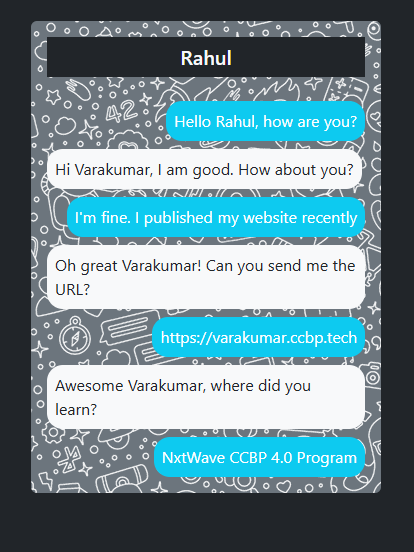 Rahul
42
Hello Rahul, how are you?
Hi Varakumar, I am good. How about you?
I'm fine. I published my website recently
Oh great Varakumar! Can you send me the
URL?
https://varakumar.ccbp.tech
Awesome Varakumar, where did you
learn?
NxtWave CCBP 4.0 Program